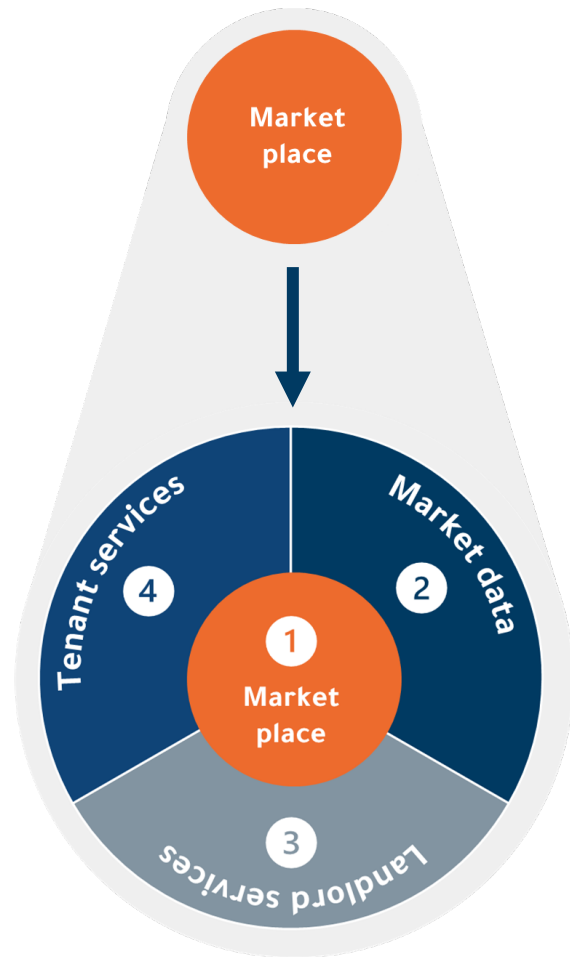 Market
place
Tenant services
4
Market data
2
1
Market
place
3
Landlord services